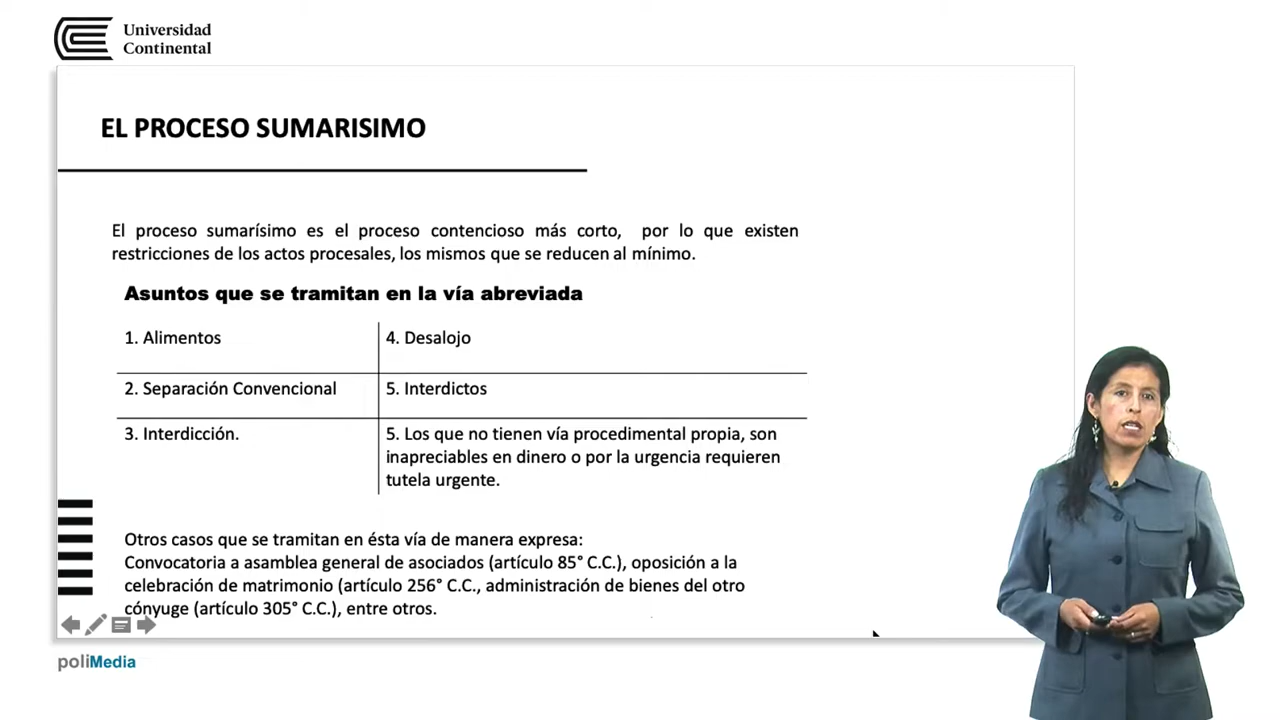 Universidad
Continental
EL PROCESO SUMARISIMO
El proceso sumarísimo es el proceso contencioso más corto, por lo que existen
restricciones de los actos procesales, los mismos que se reducen al mínimo.
Asuntos que se tramitan en la vía abreviada
1. Alimentos
4. Desalojo
2. Separación Convencional
5. Interdictos
3. Interdicción.
5. Los que no tienen vía procedimental propia, son
inapreciables en dinero o por la urgencia requieren
tutela urgente.
Otros casos que se tramitan en ésta vía de manera expresa:
Convocatoria a asamblea general de asociados (artículo 85° C.C.), oposición a la
celebración de matrimonio (artículo 256° C.C., administración de bienes del otro
cónyuge (artículo 305° C.C.), entre otros.
poliMedia